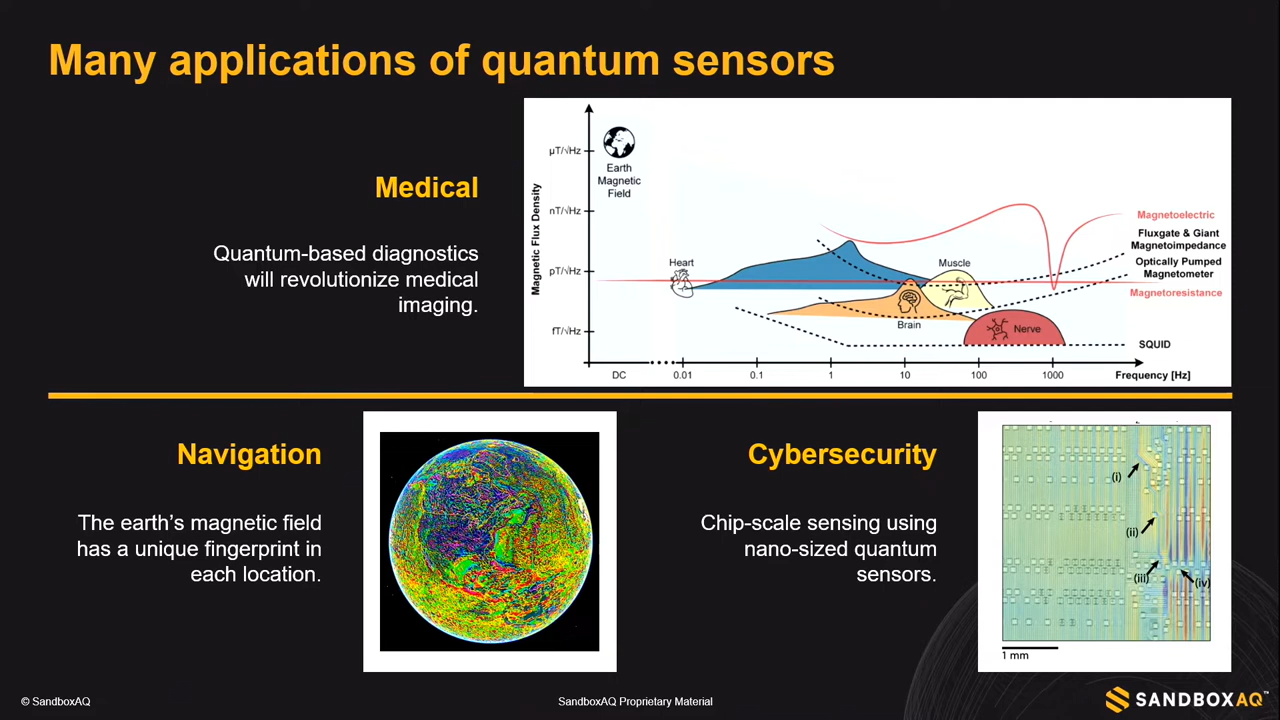 Many applications of quantum sensors
Medical
Quantum-based diagnostics
will revolutionize medical
imaging.
Magnetic Flux Density
µT/√Hz
nT/√Hz
pT/√Hz
fT/√Hz
Earth
Magnetic
Field
Heart
Brain
Muscle
Nerve
Magnetoelectric
Fluxgate & Giant
Magnetoimpedance
Optically Pumped
Magnetometer
Magnetoresistance
SQUID
DC
0.01
0.1
1
10
100
1000
Frequency [Hz]
Navigation
The earth’s magnetic field
has a unique fingerprint in
each location.
Cybersecurity
Chip-scale sensing using
nano-sized quantum
sensors.
(i)
(ii)
(iii)
(iv)
1 mm
© SandboxAQ
SandboxAQ Proprietary Material
SANDBOXAQ™